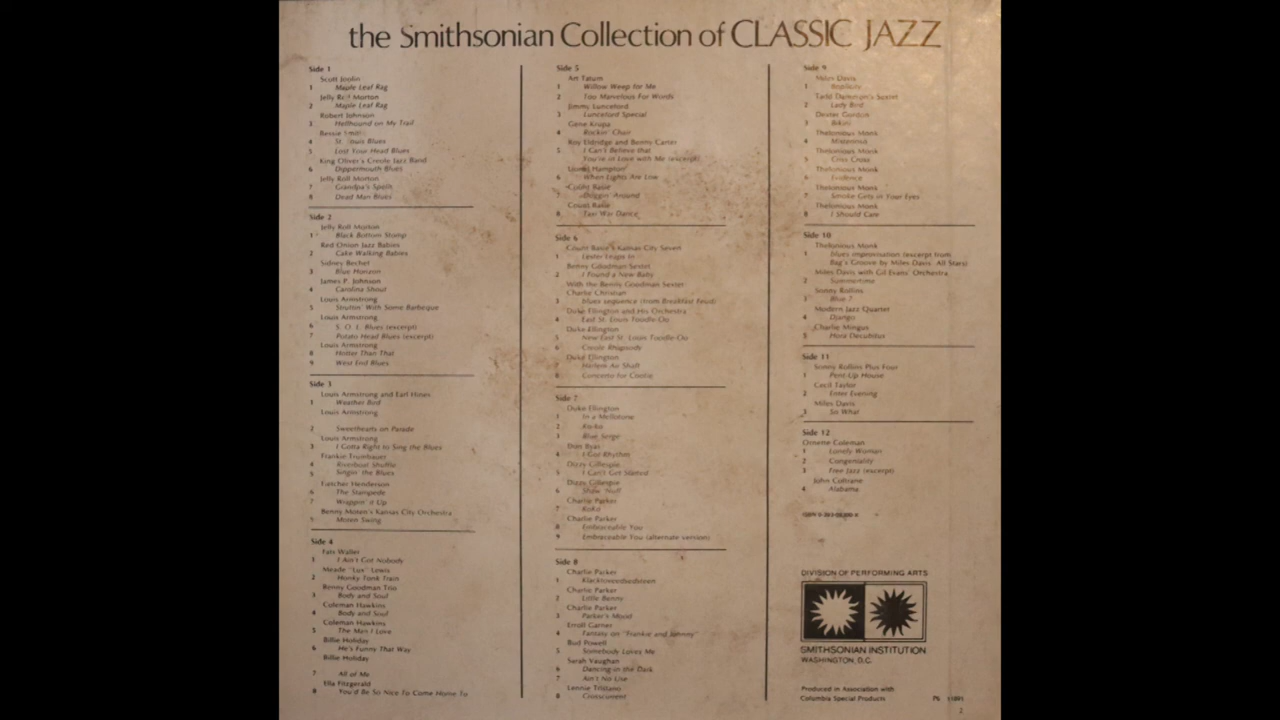 the Smithsonian Collection of CLASSIC JAZZ
Side 1
Scott Joplin
1 Maple Leaf Rag
Jelly Roll Morton
2 Maple Leaf Rag
Robert Johnson
3 Hellhound on My Trail
Bessie Smith
4 St. Louis Blues
5 Lost Your Head Blues
King Oliver's Creole Jazz Band
6 Dippermouth Blues
Jelly Roll Morton
7 Grandpa's Spells
8 Dead Man Blues
Side 2
Jelly Roll Morton
1 Black Bottom Stomp
Red Onion Jazz Babies
2 Cake Walking Babies
Sidney Bechet
3 Blue Horizon
James P. Johnson
4 Carolina Shout
Louis Armstrong
5 Struttin' With Some Barbeque
Louis Armstrong
6 S. O. L. Blues (excerpt)
7 Potato Head Blues (excerpt)
Louis Armstrong
8 Hotter Than That
9 West End Blues
Side 3
Louis Armstrong and Earl Hines
1 Weather Bird
Louis Armstrong
2 Sweethearts on Parade
Louis Armstrong
3 I Gotta Right to Sing the Blues
Frankie Trumbauer
4 Riverboat Shuffle
5 Singin' the Blues
Fletcher Henderson
6 The Stampede
7 Wrappin' it Up
Benny Moten's Kansas City Orchestra
Moten Swing
Side 4
Fats Waller
1 I Ain't Got Nobody
Meade "Lux" Lewis
2 Honky Tonk Train
Benny Goodman Trio
3 Body and Soul
Coleman Hawkins
4 Body and Soul
Coleman Hawkins
5 The Man I Love
Billie Holiday
6 He's Funny That Way
Billie Holiday
7 All of Me
Ella Fitzgerald
8 You'd Be So Nice To Come Home To
Side 5
Art Tatum
1 Willow Weep for Me
2 Too Marvelous For Words
Jimmy Lunceford
3 Lunceford Special
Gene Krupa
4 Rockin' Chair
Roy Eldridge and Benny Carter
5 I Can't Believe that
You're in Love with Me (excerpt)
Lionel Hampton
6 When Lights Are Low
Count Basie
7 Doggin' Around
Count Basie
8 Taxi War Dance
Side 6
Count Basie's Kansas City Seven
1 Lester Leaps In
Benny Goodman Sextet
2 I Found a New Baby
With the Benny Goodman Sextet
Charlie Christian
3 blues sequence (from Breakfast Feud)
Duke Ellington and His Orchestra
4 East St. Louis Toodle-Oo
Duke Ellington
5 New East St. Louis Toodle-Oo
6 Creole Rhapsody
Duke Ellington
7 Harlem Air Shaft
8 Concerto for Cootie
Side 7
Duke Ellington
1 In a Mellotone
2 Ko-ko
3 Blue Serge
Don Byas
4 I Got Rhythm
Dizzy Gillespie
5 I Can't Get Started
Dizzy Gillespie
6 Shaw 'Nuff
Charlie Parker
7 KoKo
Charlie Parker
8 Embraceable You
9 Embraceable You (alternate version)
Side 8
Charlie Parker
1 Klacktoveedsedsteen
Charlie Parker
2 Little Benny
Charlie Parker
3 Parker's Mood
Erroll Garner
4 Fantasy on "Frankie and Johnny"
Bud Powell
5 Somebody Loves Me
Sarah Vaughan
6 Dancing in the Dark
7 Ain't No Use
Lennie Tristano
8 Crosscurrent
Side 9
Miles Davis
1 Boplicity
Tadd Dameron's Sextet
2 Lady Bird
Dexter Gordon
3 Bikini
Thelonious Monk
4 Misterioso
Thelonious Monk
5 Criss Cross
Thelonious Monk
6 Evidence
Thelonious Monk
7 Smoke Gets in Your Eyes
Thelonious Monk
8 I Should Care
Side 10
Thelonious Monk
1 blues improvisation (excerpt from
Bag's Groove by Miles Davis' All Stars)
Miles Davis with Gil Evans' Orchestra
2 Summertime
Sonny Rollins
3 Blue 7
Modern Jazz Quartet
4 Django
Charlie Mingus
5 Hora Decubitus
Side 11
Sonny Rollins Plus Four
1 Pent-Up House
Cecil Taylor
2 Enter Evening
Miles Davis
3 So What
Side 12
Ornette Coleman
1 Lonely Woman
2 Congeniality
3 Free Jazz (excerpt)
John Coltrane
4 Alabama
DIVISION OF PERFORMING ARTS
SMITHSONIAN INSTITUTION
WASHINGTON, D.C.
Produced in Association with
Columbia Special Products
P6 11891
2